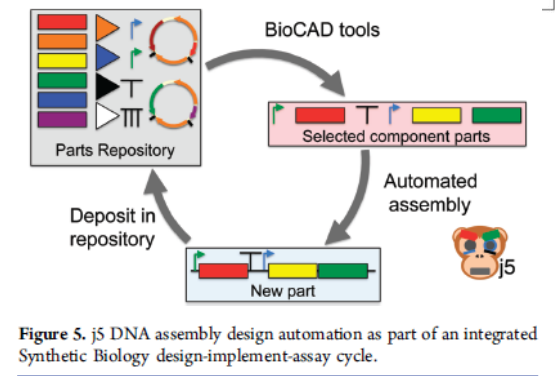 BioCAD tools
Parts Repository
Selected component parts
Automated
assembly
j5
Deposit in
repository
New part
Figure 5. j5 DNA assembly design automation as part of an integrated
Synthetic Biology design-implement-assay cycle.